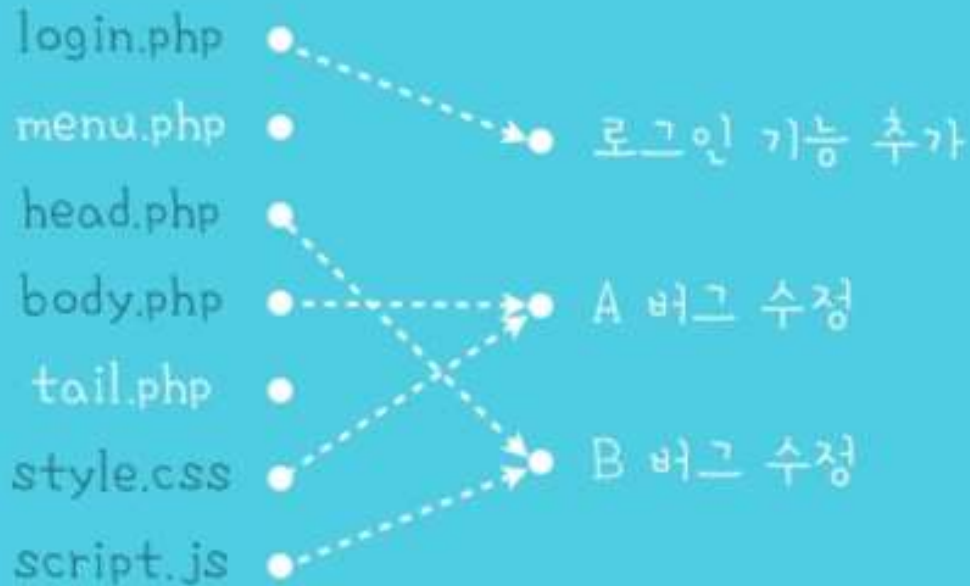 login.php
menu.php
로그인 기능 추가
head.php
body.php
A 버그 수정
tail.php
style.css
B 버그 수정
script.js